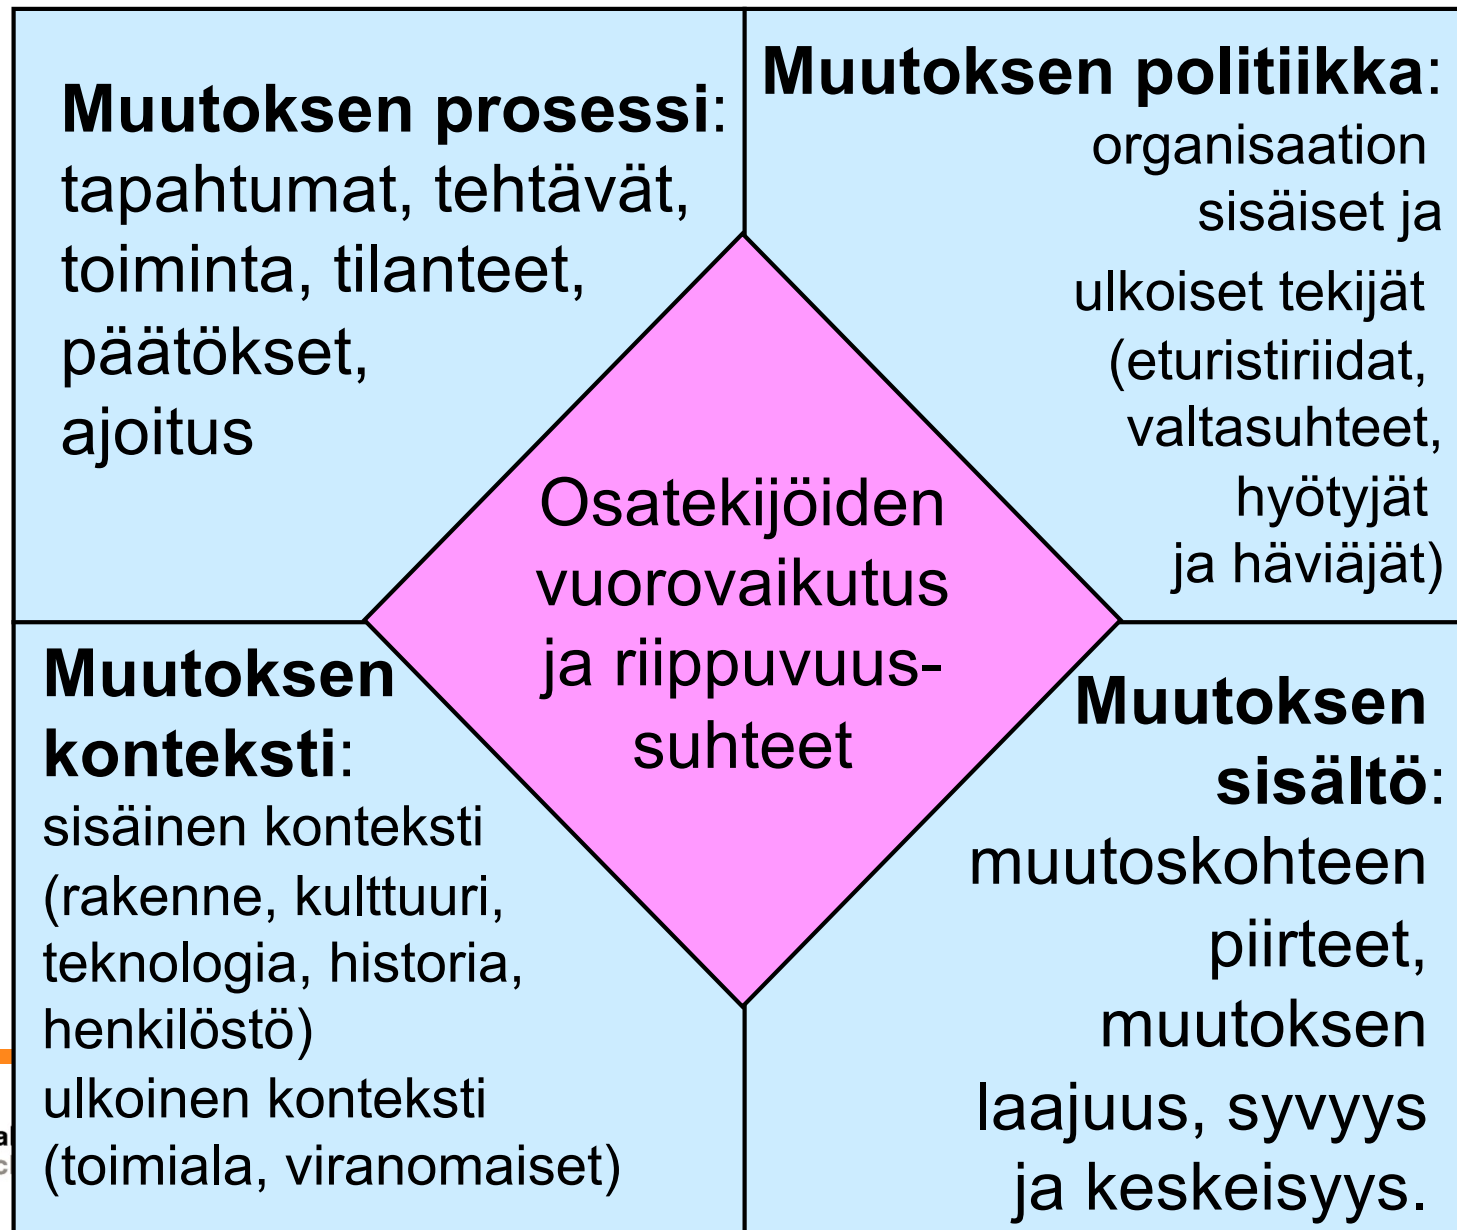 Muutoksen prosessi:
tapahtumat, tehtävät,
toiminta, tilanteet,
päätökset,
ajoitus
Muutoksen politiikka:
organisaation
sisäiset ja
ulkoiset tekijät
(eturistiriidat,
valtasuhteet,
hyötyjät
ja häviäjät)
Osatekijöiden
vuorovaikutus
ja riippuvuus-
suhteet
Muutoksen
konteksti:
sisäinen konteksti
(rakenne, kulttuuri,
teknologia, historia,
henkilöstö)
ulkoinen konteksti
(toimiala, viranomaiset)
Muutoksen
sisältö:
muutoskohteen
piirteet,
muutoksen
laajuus, syvyys
ja keskeisyys.